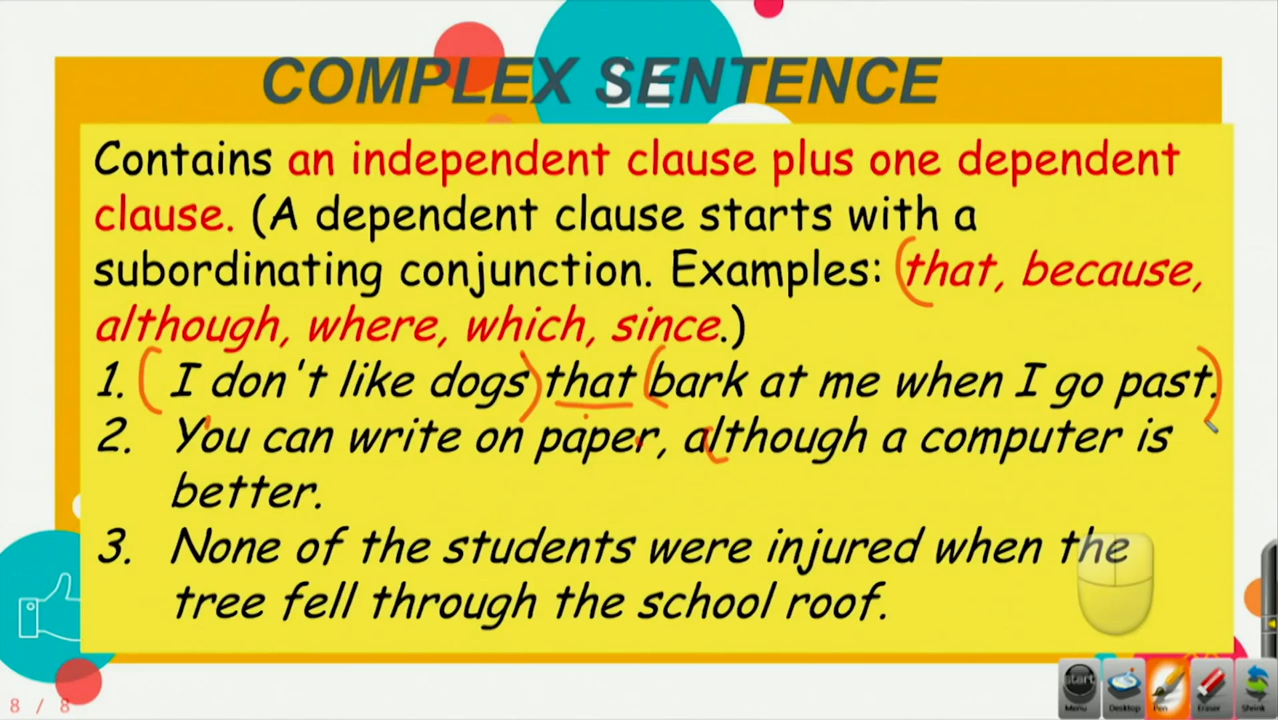 COMPLEX SENTENCE
Contains an independent clause plus one dependent
clause. (A dependent clause starts with a
subordinating conjunction. Examples: that, because,
although, where, which, since.)
1. I don't like dogs that bark at me when I go past.
2. You can write on paper, although a computer is
better.
3. None of the students were injured when the
tree fell through the school roof.
8 / 8
start
Menu Desktop Pen Eraser Shrink